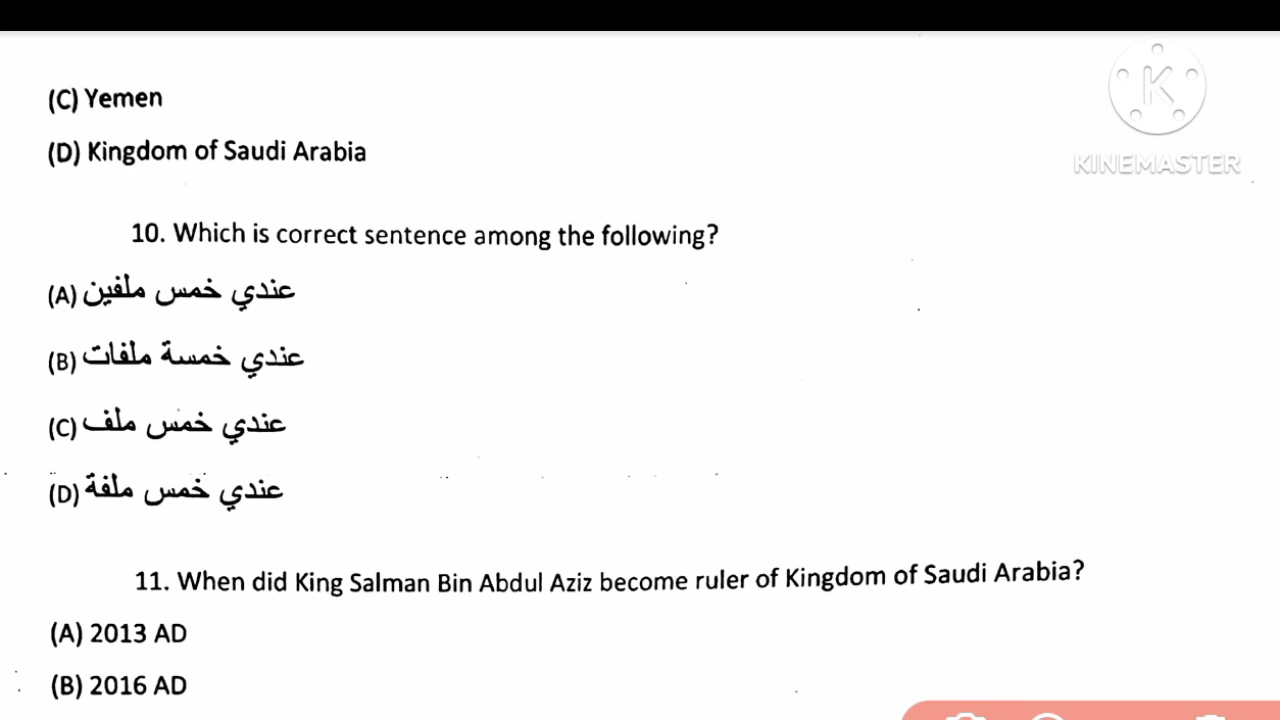 (C) Yemen
(D) Kingdom of Saudi Arabia
K
KINEMASTER
10. Which is correct sentence among the following?
(A) عندي خمس ملفين
(B) عندي خمسة ملفات
(C) عندي خمس ملف
(D) عندي خمس ملفة
11. When did King Salman Bin Abdul Aziz become ruler of Kingdom of Saudi Arabia?
(A) 2013 AD
(B) 2016 AD